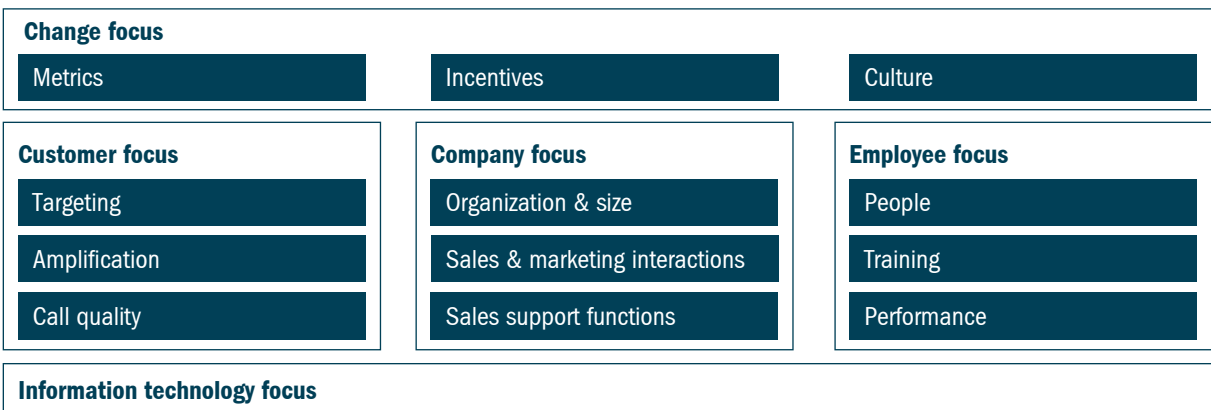 Change focus
Metrics
Incentives
Culture
Customer focus
Targeting
Amplification
Call quality
Company focus
Organization & size
Sales & marketing interactions
Sales support functions
Employee focus
People
Training
Performance
Information technology focus